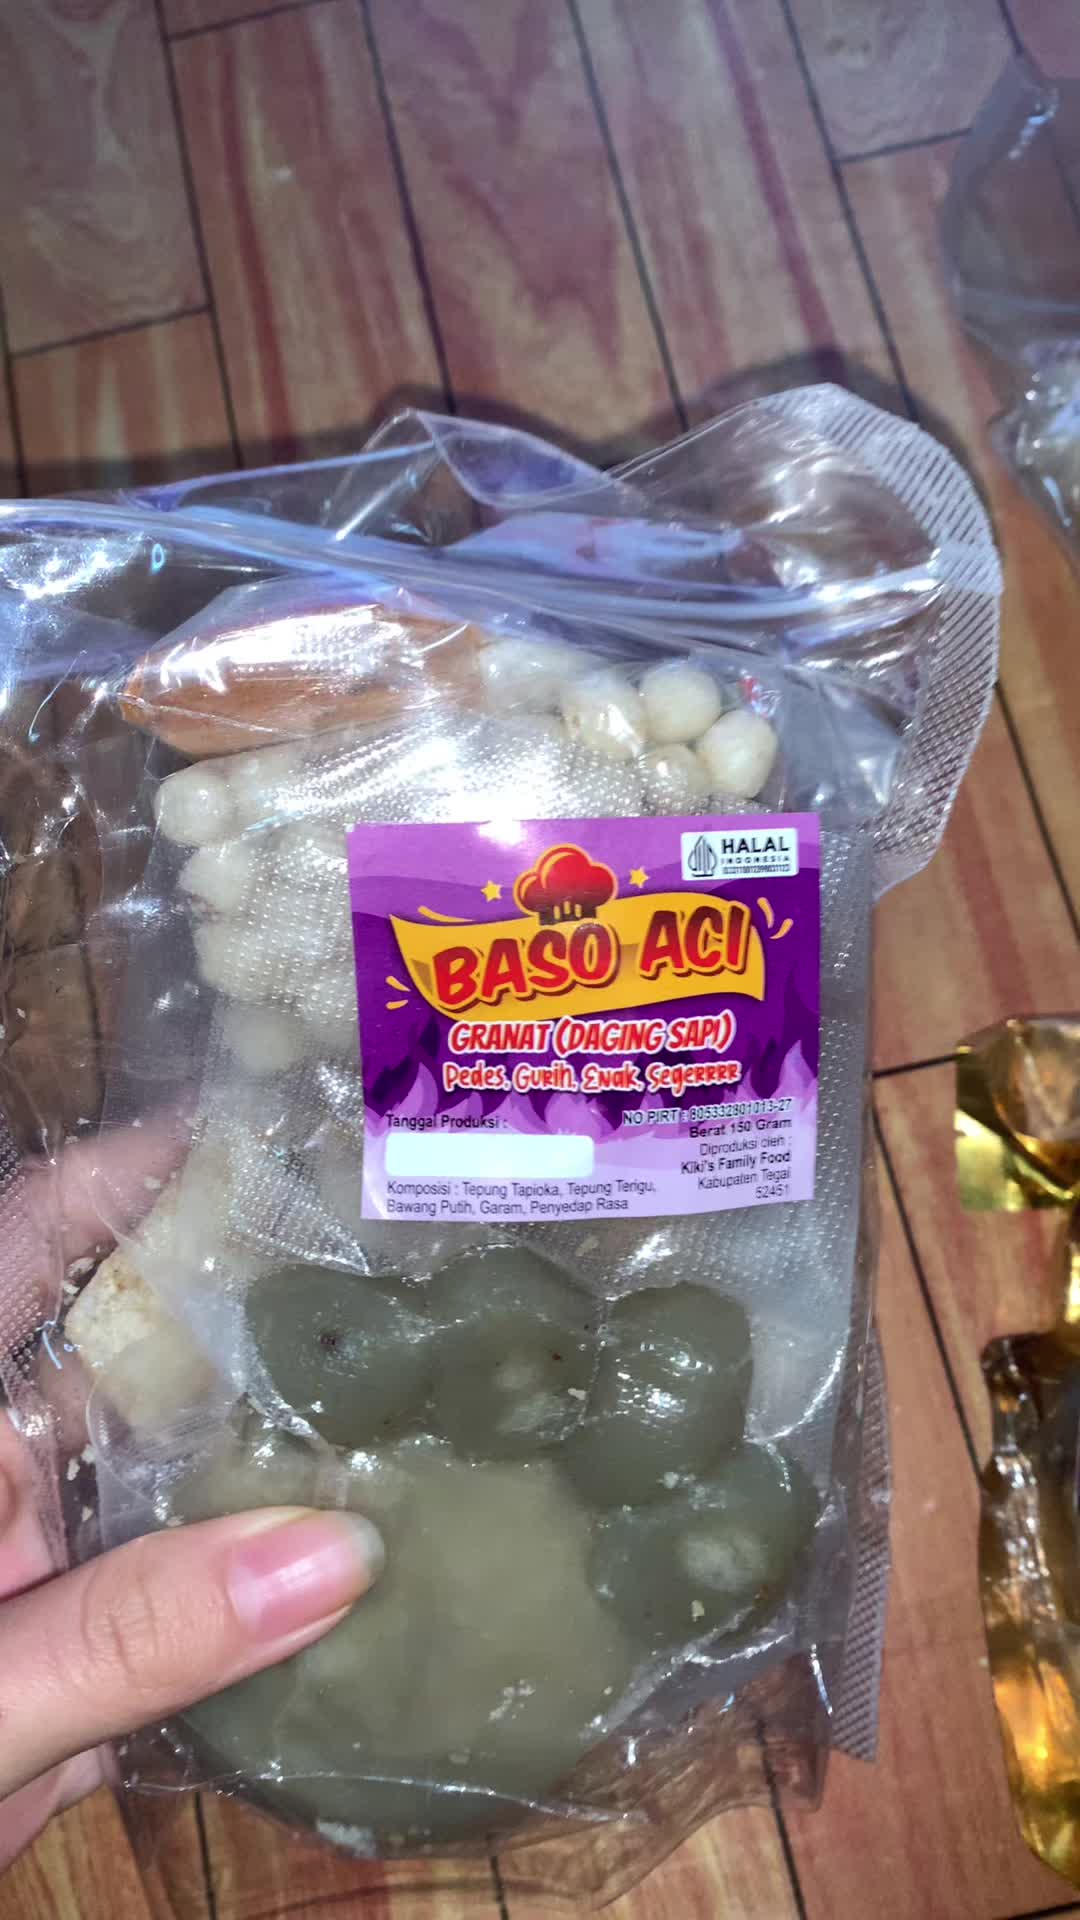 HALAL
INDONESIA
BASO ACI
GRANAT (DAGING SAPI)
Pedes, Gurih, Enak, Segerrrr
Tanggal Produksi :
NO PIRT : 805332801013-27
Berat 150 Gram
Diproduksi oleh :
Kiki's Family Food
Kabupaten Tegal
52451
Komposisi : Tepung Tapioka, Tepung Terigu,
Bawang Putih, Garam, Penyedap Rasa